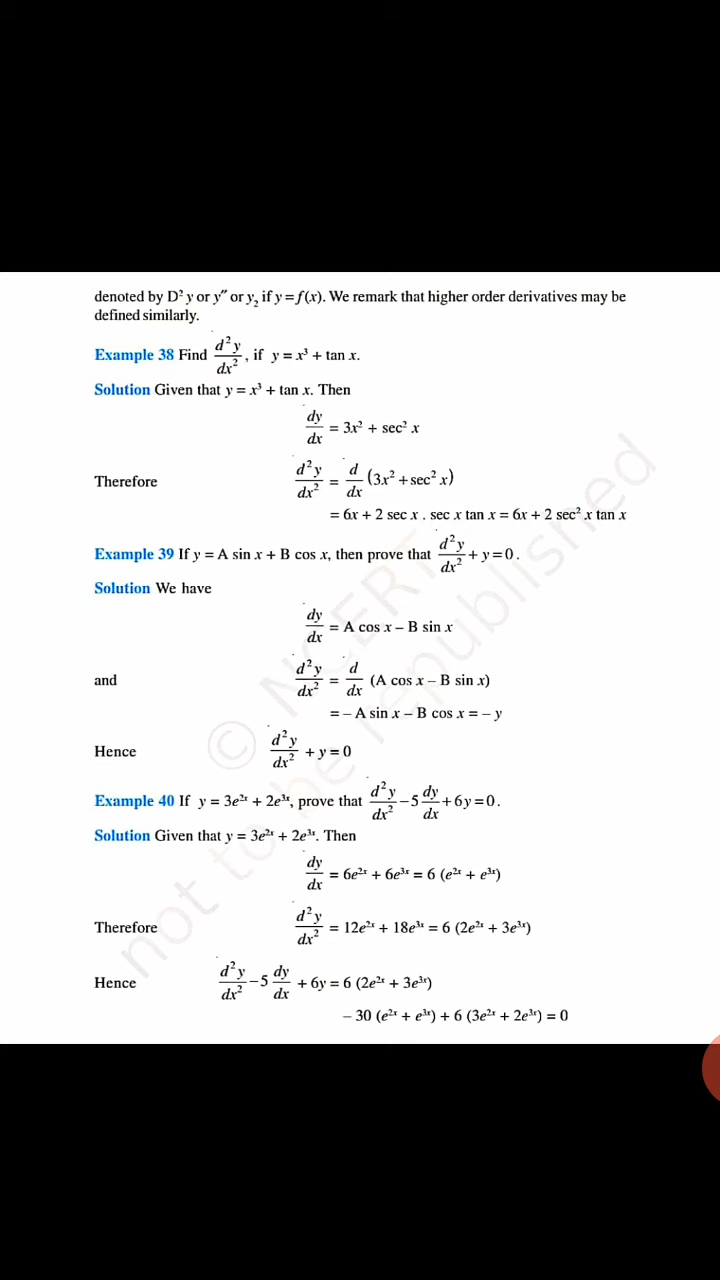 denoted by D² y or y″ or y₂ if y = f(x). We remark that higher order derivatives may be
defined similarly.
Example 38 Find d²y/dx², if y = x³ + tan x.
Solution Given that y = x³ + tan x. Then
dy/dx = 3x² + sec² x
Therefore d²y/dx² = d/dx (3x² + sec² x)
= 6x + 2 sec x . sec x tan x = 6x + 2 sec² x tan x
Example 39 If y = A sin x + B cos x, then prove that d²y/dx² + y = 0.
Solution We have
dy/dx = A cos x – B sin x
and d²y/dx² = d/dx (A cos x – B sin x)
= – A sin x – B cos x = – y
Hence d²y/dx² + y = 0
Example 40 If y = 3e²ˣ + 2e³ˣ, prove that d²y/dx² – 5 dy/dx + 6y = 0.
Solution Given that y = 3e²ˣ + 2e³ˣ. Then
dy/dx = 6e²ˣ + 6e³ˣ = 6 (e²ˣ + e³ˣ)
Therefore d²y/dx² = 12e²ˣ + 18e³ˣ = 6 (2e²ˣ + 3e³ˣ)
Hence d²y/dx² – 5 dy/dx + 6y = 6 (2e²ˣ + 3e³ˣ)
– 30 (e²ˣ + e³ˣ) + 6 (3e²ˣ + 2e³ˣ) = 0
© NCERT
not to be republished